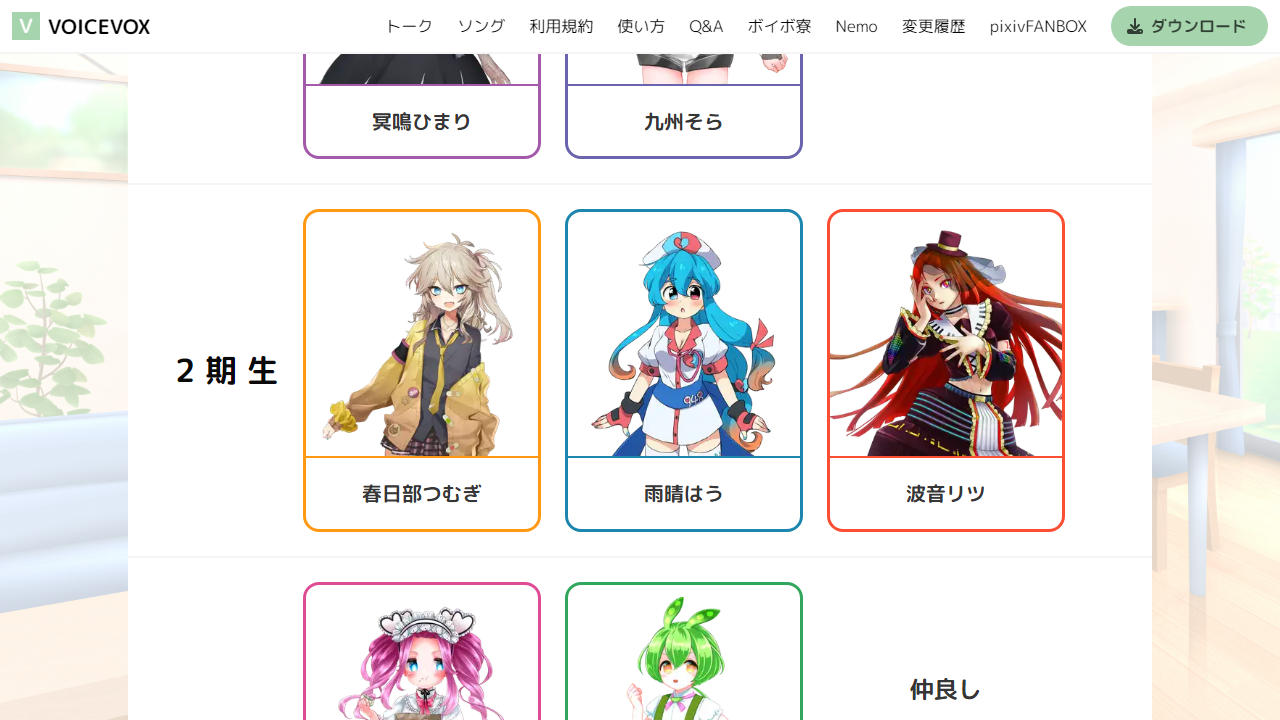 V VOICEVOX
トーク ソング 利用規約 使い方 Q&A ボイボ寮 Nemo 変更履歴 pixivFANBOX ダウンロード
冥鳴ひまり 九州そら
2期生
春日部つむぎ 雨晴はう 波音リツ
仲良し